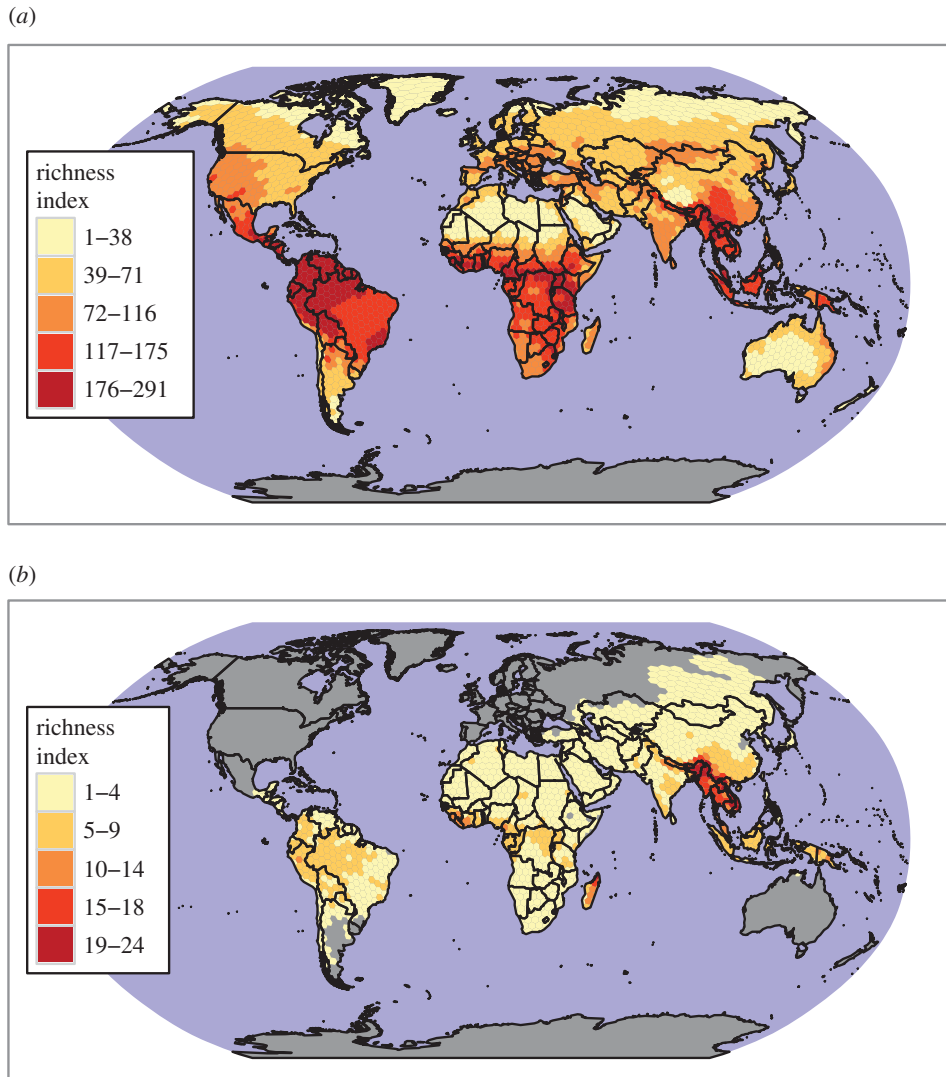 (a)
richness
index
1–38
39–71
72–116
117–175
176–291
(b)
richness
index
1–4
5–9
10–14
15–18
19–24